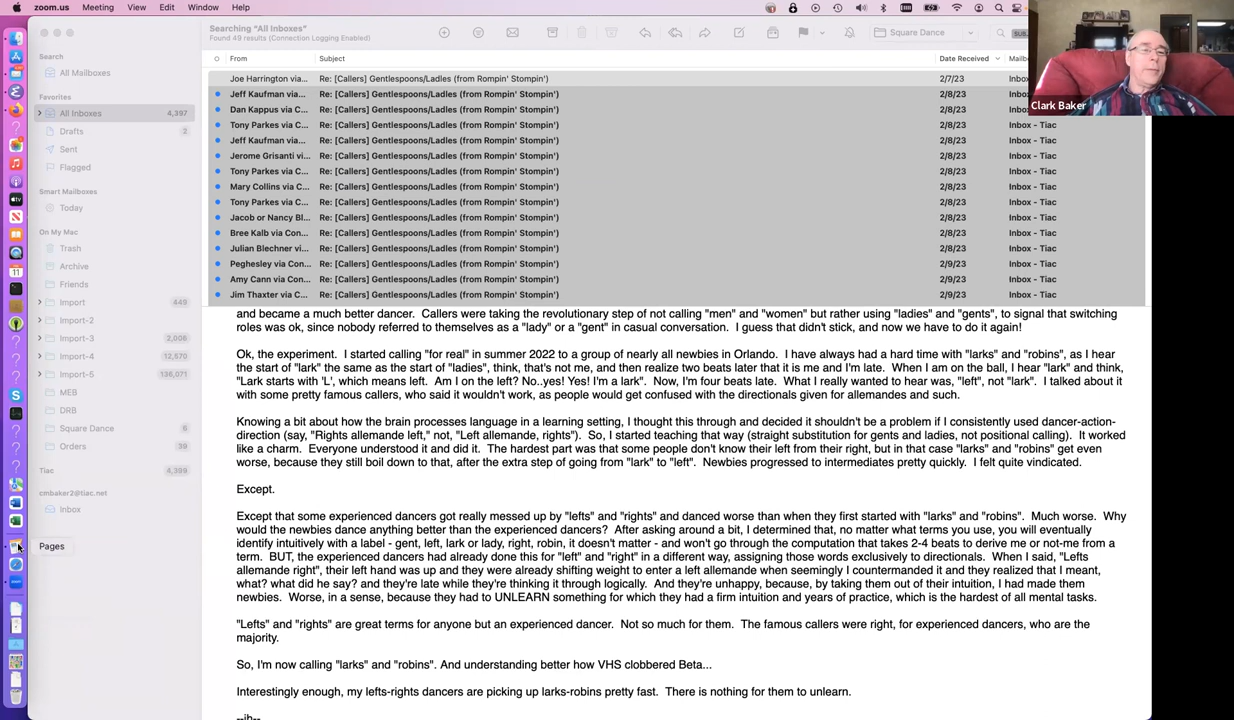 zoom.us Meeting View Edit Window Help
Searching "All Inboxes"
Found 49 results (Connection Logging Enabled)
Square Dance
Search
All Mailboxes
Favorites
All Inboxes 4,397
Drafts 2
Sent
Flagged
Smart Mailboxes
Today
On My Mac
Trash
Archive
Friends
Import 449
Import-2
Import-3 2,006
Import-4 12,570
Import-5 136,071
MEB
DRB
Square Dance 6
Orders 39
Tiac 4,399
cmbaker2@tiac.net
Inbox
Pages
From Subject Date Received Mailbo
Joe Harrington via... Re: [Callers] Gentlespoons/Ladles (from Rompin' Stompin') 2/7/23 Inbox
Jeff Kaufman via... Re: [Callers] Gentlespoons/Ladles (from Rompin' Stompin') 2/8/23 Inbox
Dan Kappus via C... Re: [Callers] Gentlespoons/Ladles (from Rompin' Stompin') 2/8/23 Inbox
Tony Parkes via C... Re: [Callers] Gentlespoons/Ladles (from Rompin' Stompin') 2/8/23 Inbox - Tiac
Jeff Kaufman via... Re: [Callers] Gentlespoons/Ladles (from Rompin' Stompin') 2/8/23 Inbox - Tiac
Jerome Grisanti vi... Re: [Callers] Gentlespoons/Ladles (from Rompin' Stompin') 2/8/23 Inbox - Tiac
Tony Parkes via C... Re: [Callers] Gentlespoons/Ladles (from Rompin' Stompin') 2/8/23 Inbox - Tiac
Mary Collins via C... Re: [Callers] Gentlespoons/Ladles (from Rompin' Stompin') 2/8/23 Inbox - Tiac
Tony Parkes via C... Re: [Callers] Gentlespoons/Ladles (from Rompin' Stompin') 2/8/23 Inbox - Tiac
Jacob or Nancy Bl... Re: [Callers] Gentlespoons/Ladles (from Rompin' Stompin') 2/8/23 Inbox - Tiac
Bree Kalb via Con... Re: [Callers] Gentlespoons/Ladles (from Rompin' Stompin') 2/8/23 Inbox - Tiac
Julian Blechner vi... Re: [Callers] Gentlespoons/Ladles (from Rompin' Stompin') 2/8/23 Inbox - Tiac
Peghesley via Con... Re: [Callers] Gentlespoons/Ladles (from Rompin' Stompin') 2/9/23 Inbox - Tiac
Amy Cann via Con... Re: [Callers] Gentlespoons/Ladles (from Rompin' Stompin') 2/9/23 Inbox - Tiac
Jim Thaxter via C... Re: [Callers] Gentlespoons/Ladles (from Rompin' Stompin') 2/9/23 Inbox - Tiac
Clark Baker
and became a much better dancer. Callers were taking the revolutionary step of not calling "men" and "women" but rather using "ladies" and "gents", to signal that switching
roles was ok, since nobody referred to themselves as a "lady" or a "gent" in casual conversation. I guess that didn't stick, and now we have to do it again!
Ok, the experiment. I started calling "for real" in summer 2022 to a group of nearly all newbies in Orlando. I have always had a hard time with "larks" and "robins", as I hear
the start of "lark" the same as the start of "ladies", think, that's not me, and then realize two beats later that it is me and I'm late. When I am on the ball, I hear "lark" and think,
"Lark starts with 'L', which means left. Am I on the left? No..yes! Yes! I'm a lark". Now, I'm four beats late. What I really wanted to hear was, "left", not "lark". I talked about it
with some pretty famous callers, who said it wouldn't work, as people would get confused with the directionals given for allemandes and such.
Knowing a bit about how the brain processes language in a learning setting, I thought this through and decided it shouldn't be a problem if I consistently used dancer-action-
direction (say, "Rights allemande left," not, "Left allemande, rights"). So, I started teaching that way (straight substitution for gents and ladies, not positional calling). It worked
like a charm. Everyone understood it and did it. The hardest part was that some people don't know their left from their right, but in that case "larks" and "robins" get even
worse, because they still boil down to that, after the extra step of going from "lark" to "left". Newbies progressed to intermediates pretty quickly. I felt quite vindicated.
Except.
Except that some experienced dancers got really messed up by "lefts" and "rights" and danced worse than when they first started with "larks" and "robins". Much worse. Why
would the newbies dance anything better than the experienced dancers? After asking around a bit, I determined that, no matter what terms you use, you will eventually
identify intuitively with a label - gent, left, lark or lady, right, robin, it doesn't matter - and won't go through the computation that takes 2-4 beats to derive me or not-me from a
term. BUT, the experienced dancers had already done this for "left" and "right" in a different way, assigning those words exclusively to directionals. When I said, "Lefts
allemande right", their left hand was up and they were already shifting weight to enter a left allemande when seemingly I countermanded it and they realized that I meant,
what? what did he say? and they're late while they're thinking it through logically. And they're unhappy, because, by taking them out of their intuition, I had made them
newbies. Worse, in a sense, because they had to UNLEARN something for which they had a firm intuition and years of practice, which is the hardest of all mental tasks.
"Lefts" and "rights" are great terms for anyone but an experienced dancer. Not so much for them. The famous callers were right, for experienced dancers, who are the
majority.
So, I'm now calling "larks" and "robins". And understanding better how VHS clobbered Beta...
Interestingly enough, my lefts-rights dancers are picking up larks-robins pretty fast. There is nothing for them to unlearn.
--jh--